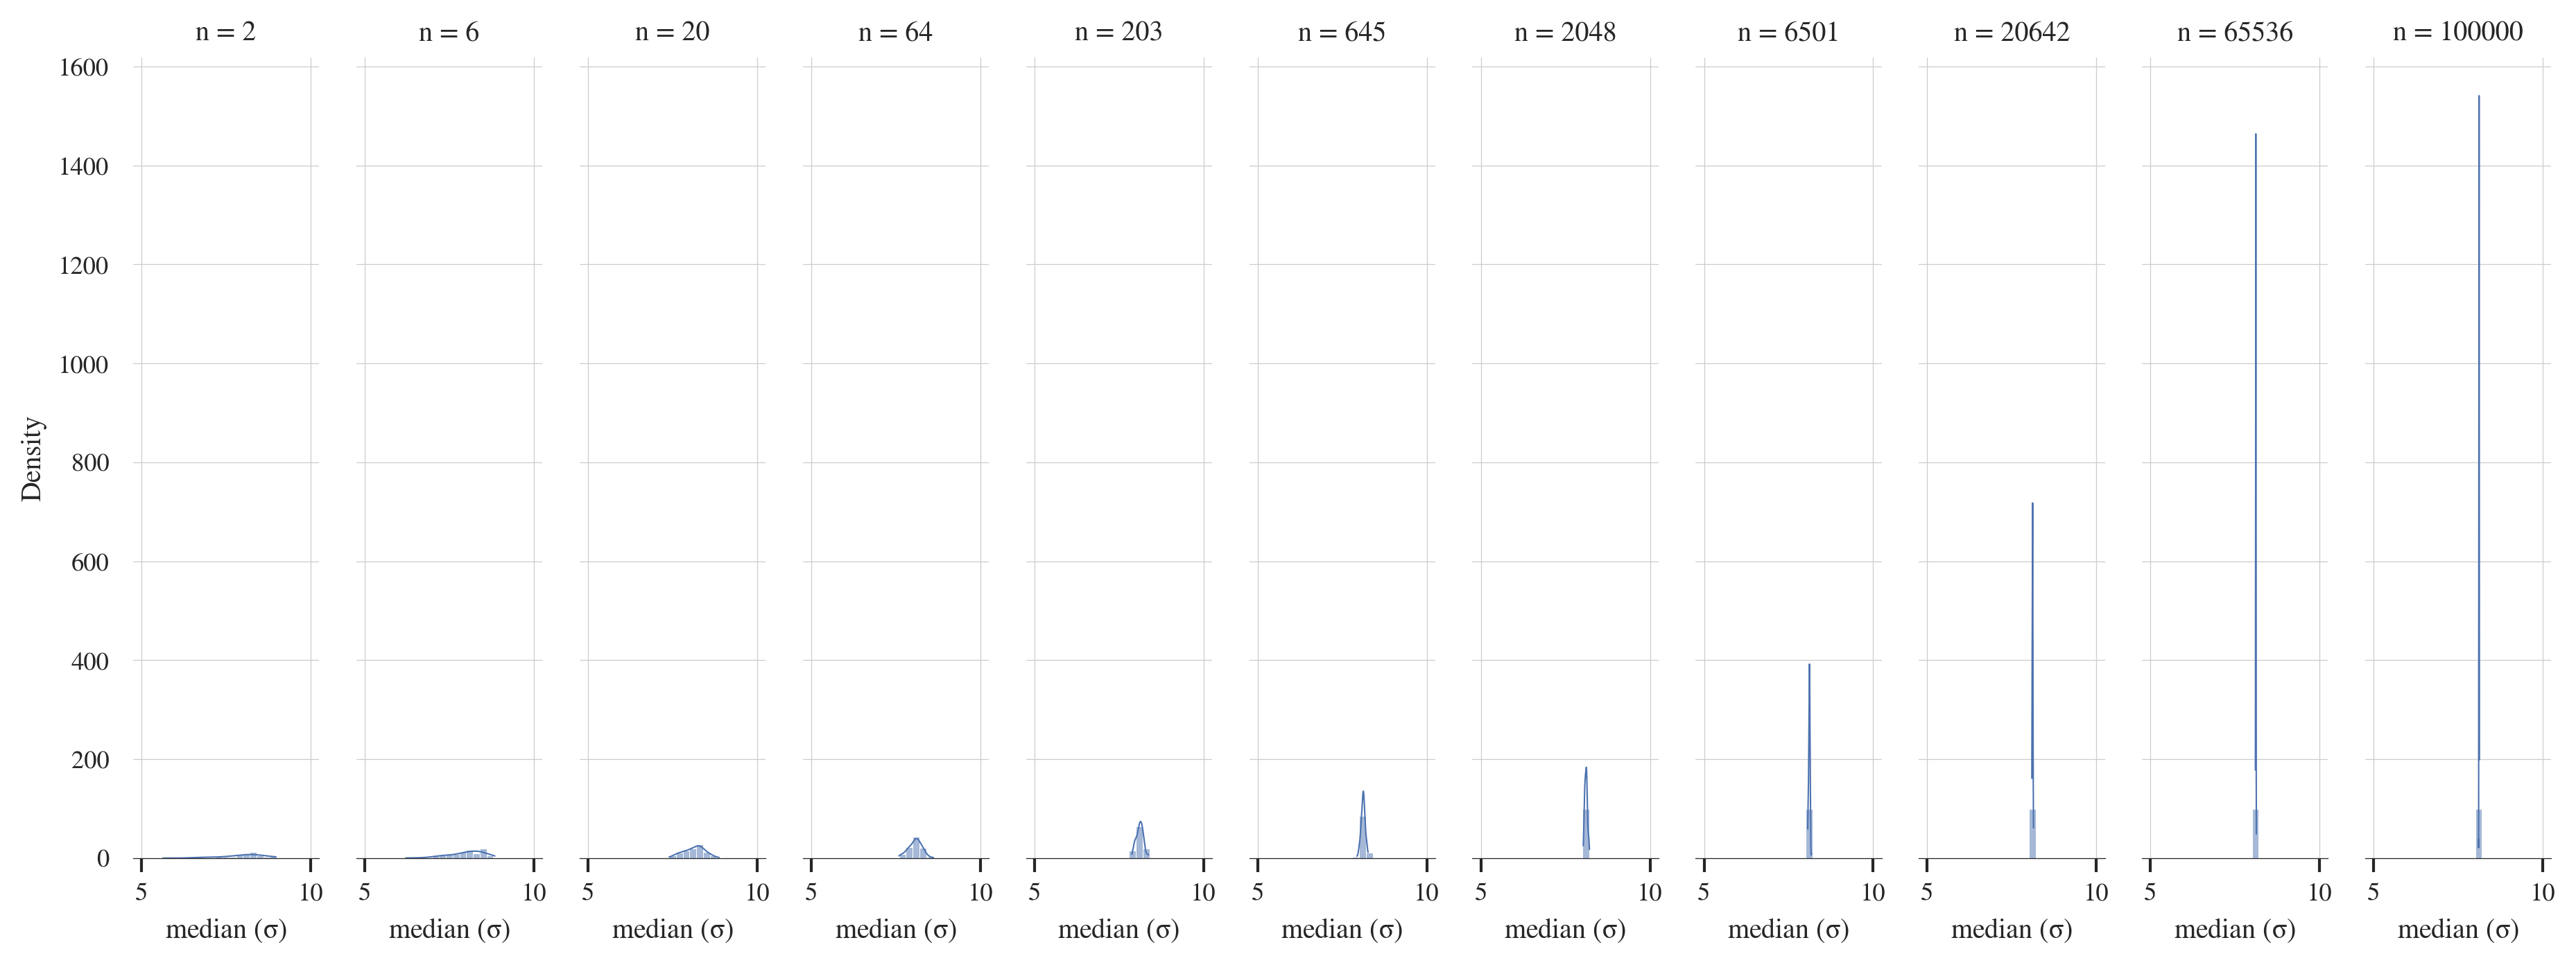 n = 2 n = 6 n = 20 n = 64 n = 203 n = 645 n = 2048 n = 6501 n = 20642 n = 65536 n = 100000
1600
1400
1200
1000
800
600
400
200
0
Density
5 10 5 10 5 10 5 10 5 10 5 10 5 10 5 10 5 10 5 10 5 10
median (σ) median (σ) median (σ) median (σ) median (σ) median (σ) median (σ) median (σ) median (σ) median (σ) median (σ)